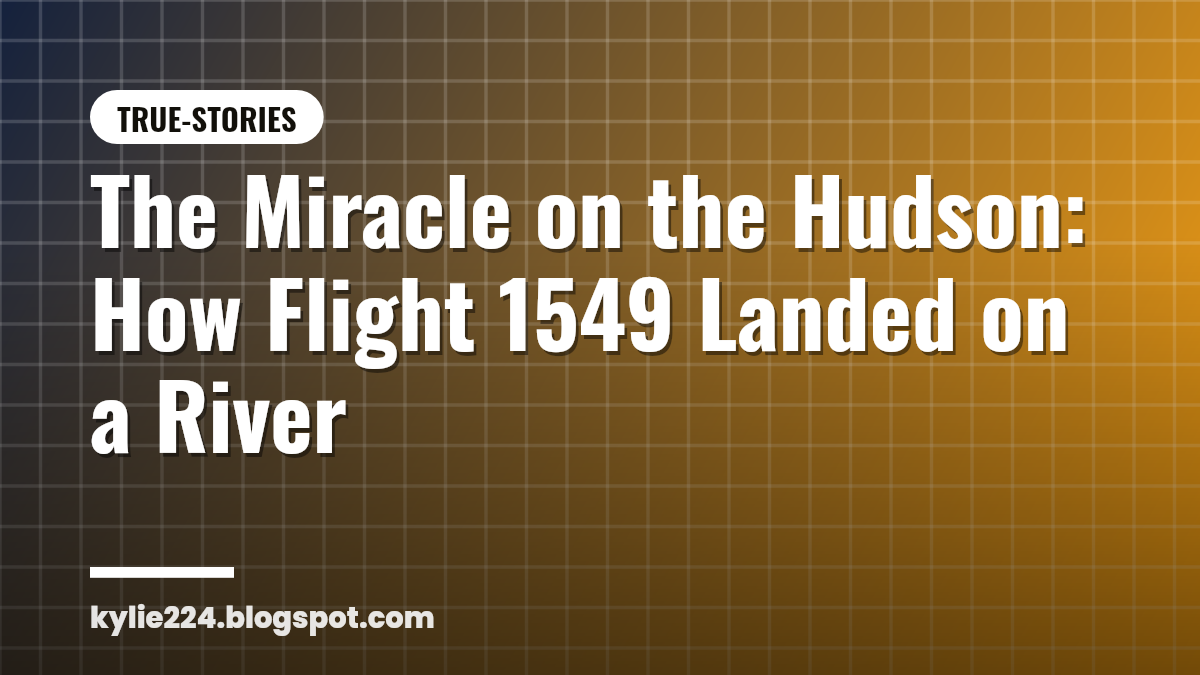 TRUE-STORIES
The Miracle on the Hudson:
How Flight 1549 Landed on
a River
kylie224.blogspot.com